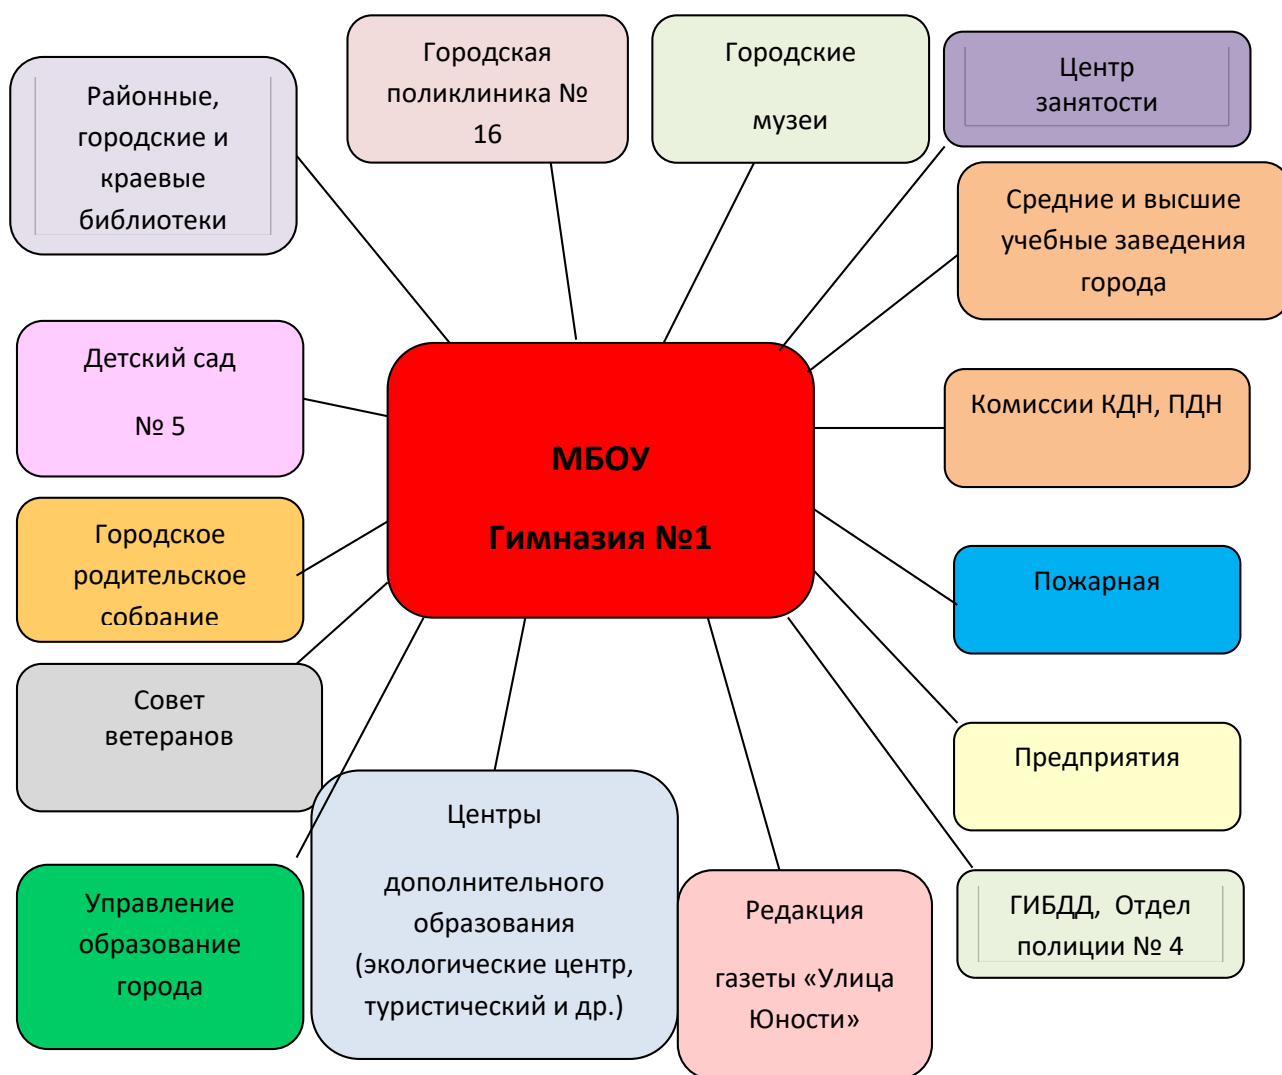 Городская
поликлиника №
16
Городские
музеи
Центр
занятости
Районные,
городские и
краевые
библиотеки
Средние и высшие
учебные заведения
города
Детский сад
№ 5
Комиссии КДН, ПДН
МБОУ
Гимназия №1
Городское
родительское
собрание
Пожарная
Совет
ветеранов
Предприятия
Центры
дополнительного
образования
(экологические центр,
туристический и др.)
Управление
образование
города
Редакция
газеты «Улица
Юности»
ГИБДД, Отдел
полиции № 4